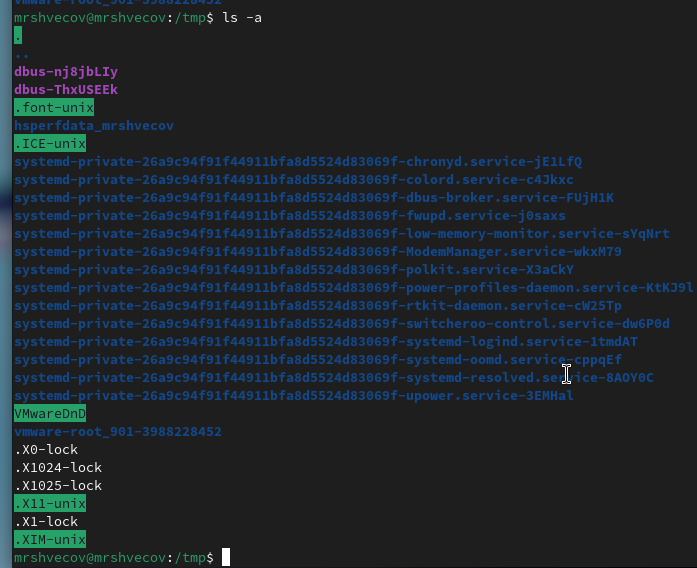 vmware-root_901-3988228452
mrshvecov@mrshvecov:/tmp$ ls -a
.
..
dbus-nj8jbLIy
dbus-ThxUSEEk
.font-unix
hsperfdata_mrshvecov
.ICE-unix
systemd-private-26a9c94f91f44911bfa8d5524d83069f-chronyd.service-jE1LfQ
systemd-private-26a9c94f91f44911bfa8d5524d83069f-colord.service-c4Jkxc
systemd-private-26a9c94f91f44911bfa8d5524d83069f-dbus-broker.service-FUjH1K
systemd-private-26a9c94f91f44911bfa8d5524d83069f-fwupd.service-j0saxs
systemd-private-26a9c94f91f44911bfa8d5524d83069f-low-memory-monitor.service-sYqNrt
systemd-private-26a9c94f91f44911bfa8d5524d83069f-ModemManager.service-wkxM79
systemd-private-26a9c94f91f44911bfa8d5524d83069f-polkit.service-X3aCkY
systemd-private-26a9c94f91f44911bfa8d5524d83069f-power-profiles-daemon.service-KtKJ9l
systemd-private-26a9c94f91f44911bfa8d5524d83069f-rtkit-daemon.service-cW25Tp
systemd-private-26a9c94f91f44911bfa8d5524d83069f-switcheroo-control.service-dw6P0d
systemd-private-26a9c94f91f44911bfa8d5524d83069f-systemd-logind.service-1tmdAT
systemd-private-26a9c94f91f44911bfa8d5524d83069f-systemd-oomd.service-cppqEf
systemd-private-26a9c94f91f44911bfa8d5524d83069f-systemd-resolved.service-8AOY0C
systemd-private-26a9c94f91f44911bfa8d5524d83069f-upower.service-3EMHal
VMwareDnD
vmware-root_901-3988228452
.X0-lock
.X1024-lock
.X1025-lock
.X11-unix
.X1-lock
.XIM-unix
mrshvecov@mrshvecov:/tmp$